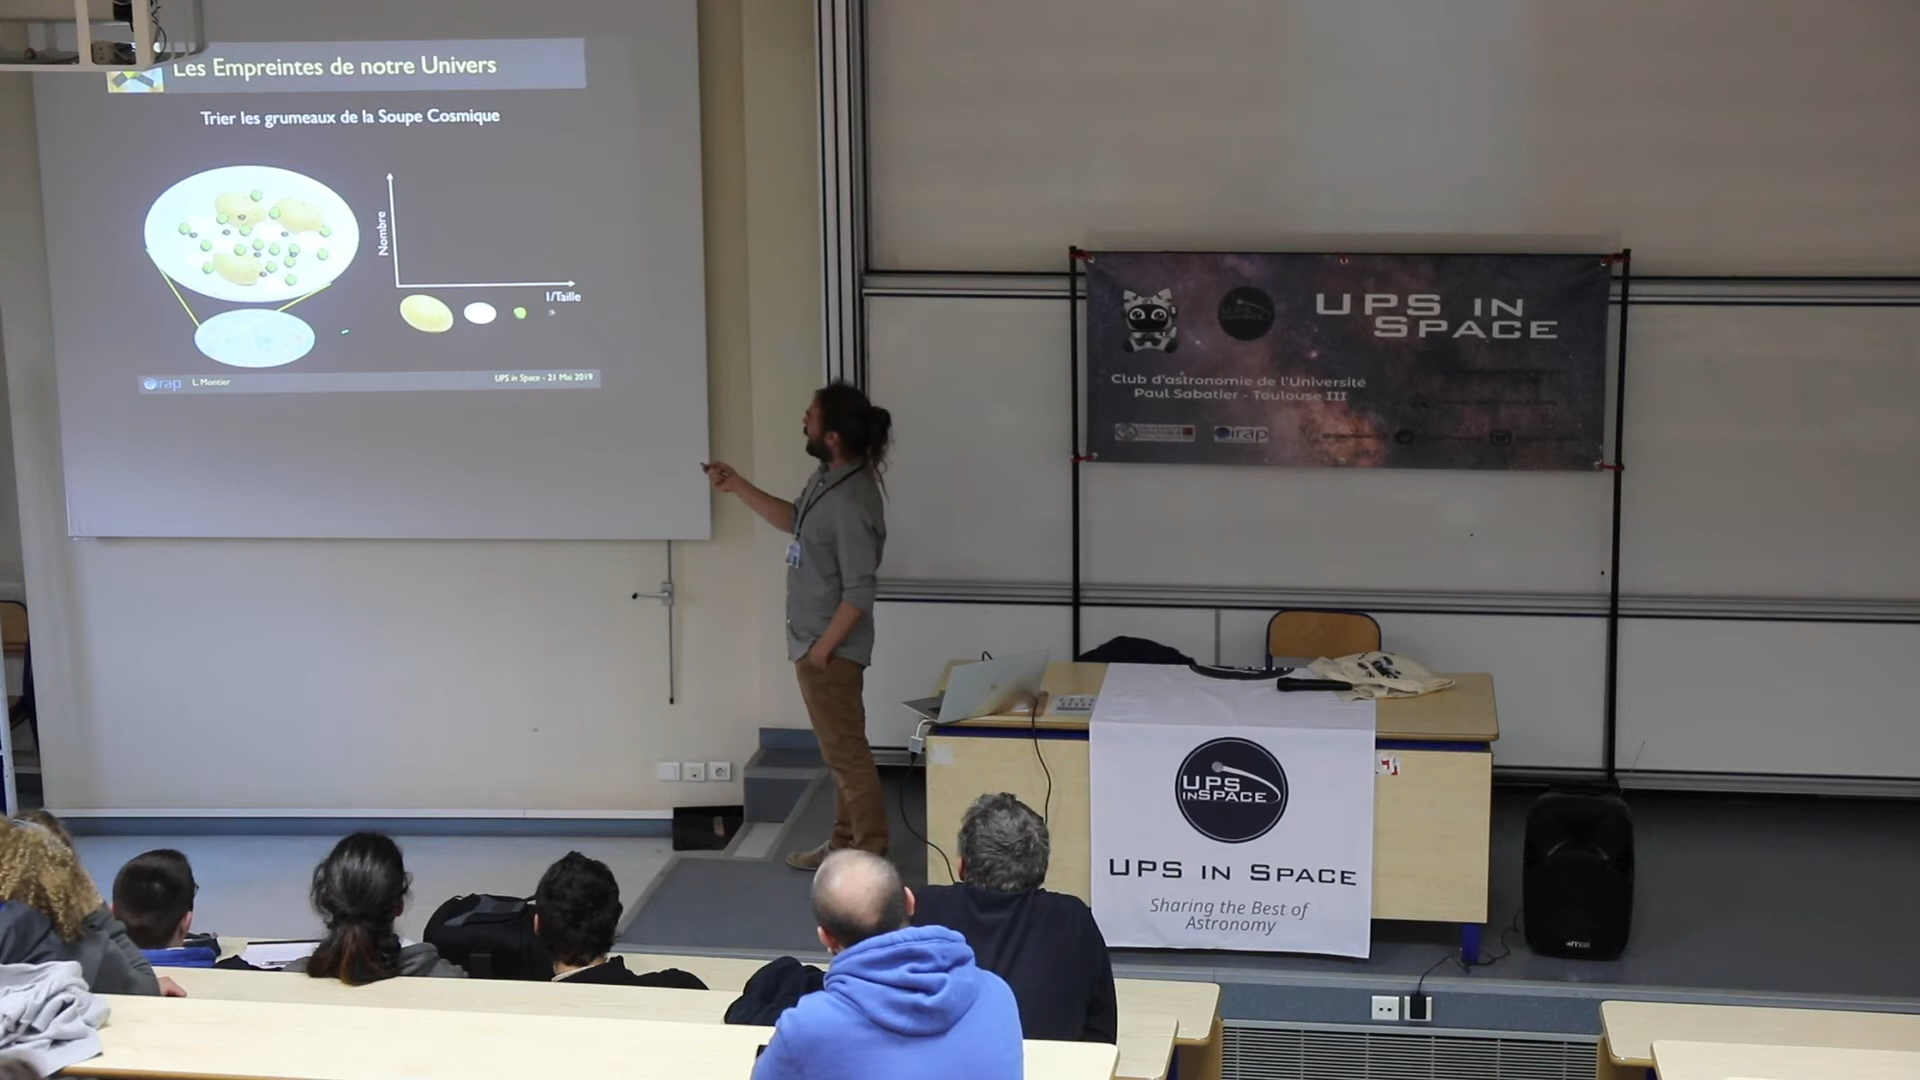 Les Empreintes de notre Univers
Trier les grumeaux de la Soupe Cosmique
Nombre
1/Taille
irap
L. Montier
UPS in Space - 21 Mai 2019
UPS IN
SPACE
Club d'astronomie de l'Université
Paul Sabatier - Toulouse III
irap
UPS
INSPACE
UPS IN SPACE
Sharing the Best of
Astronomy